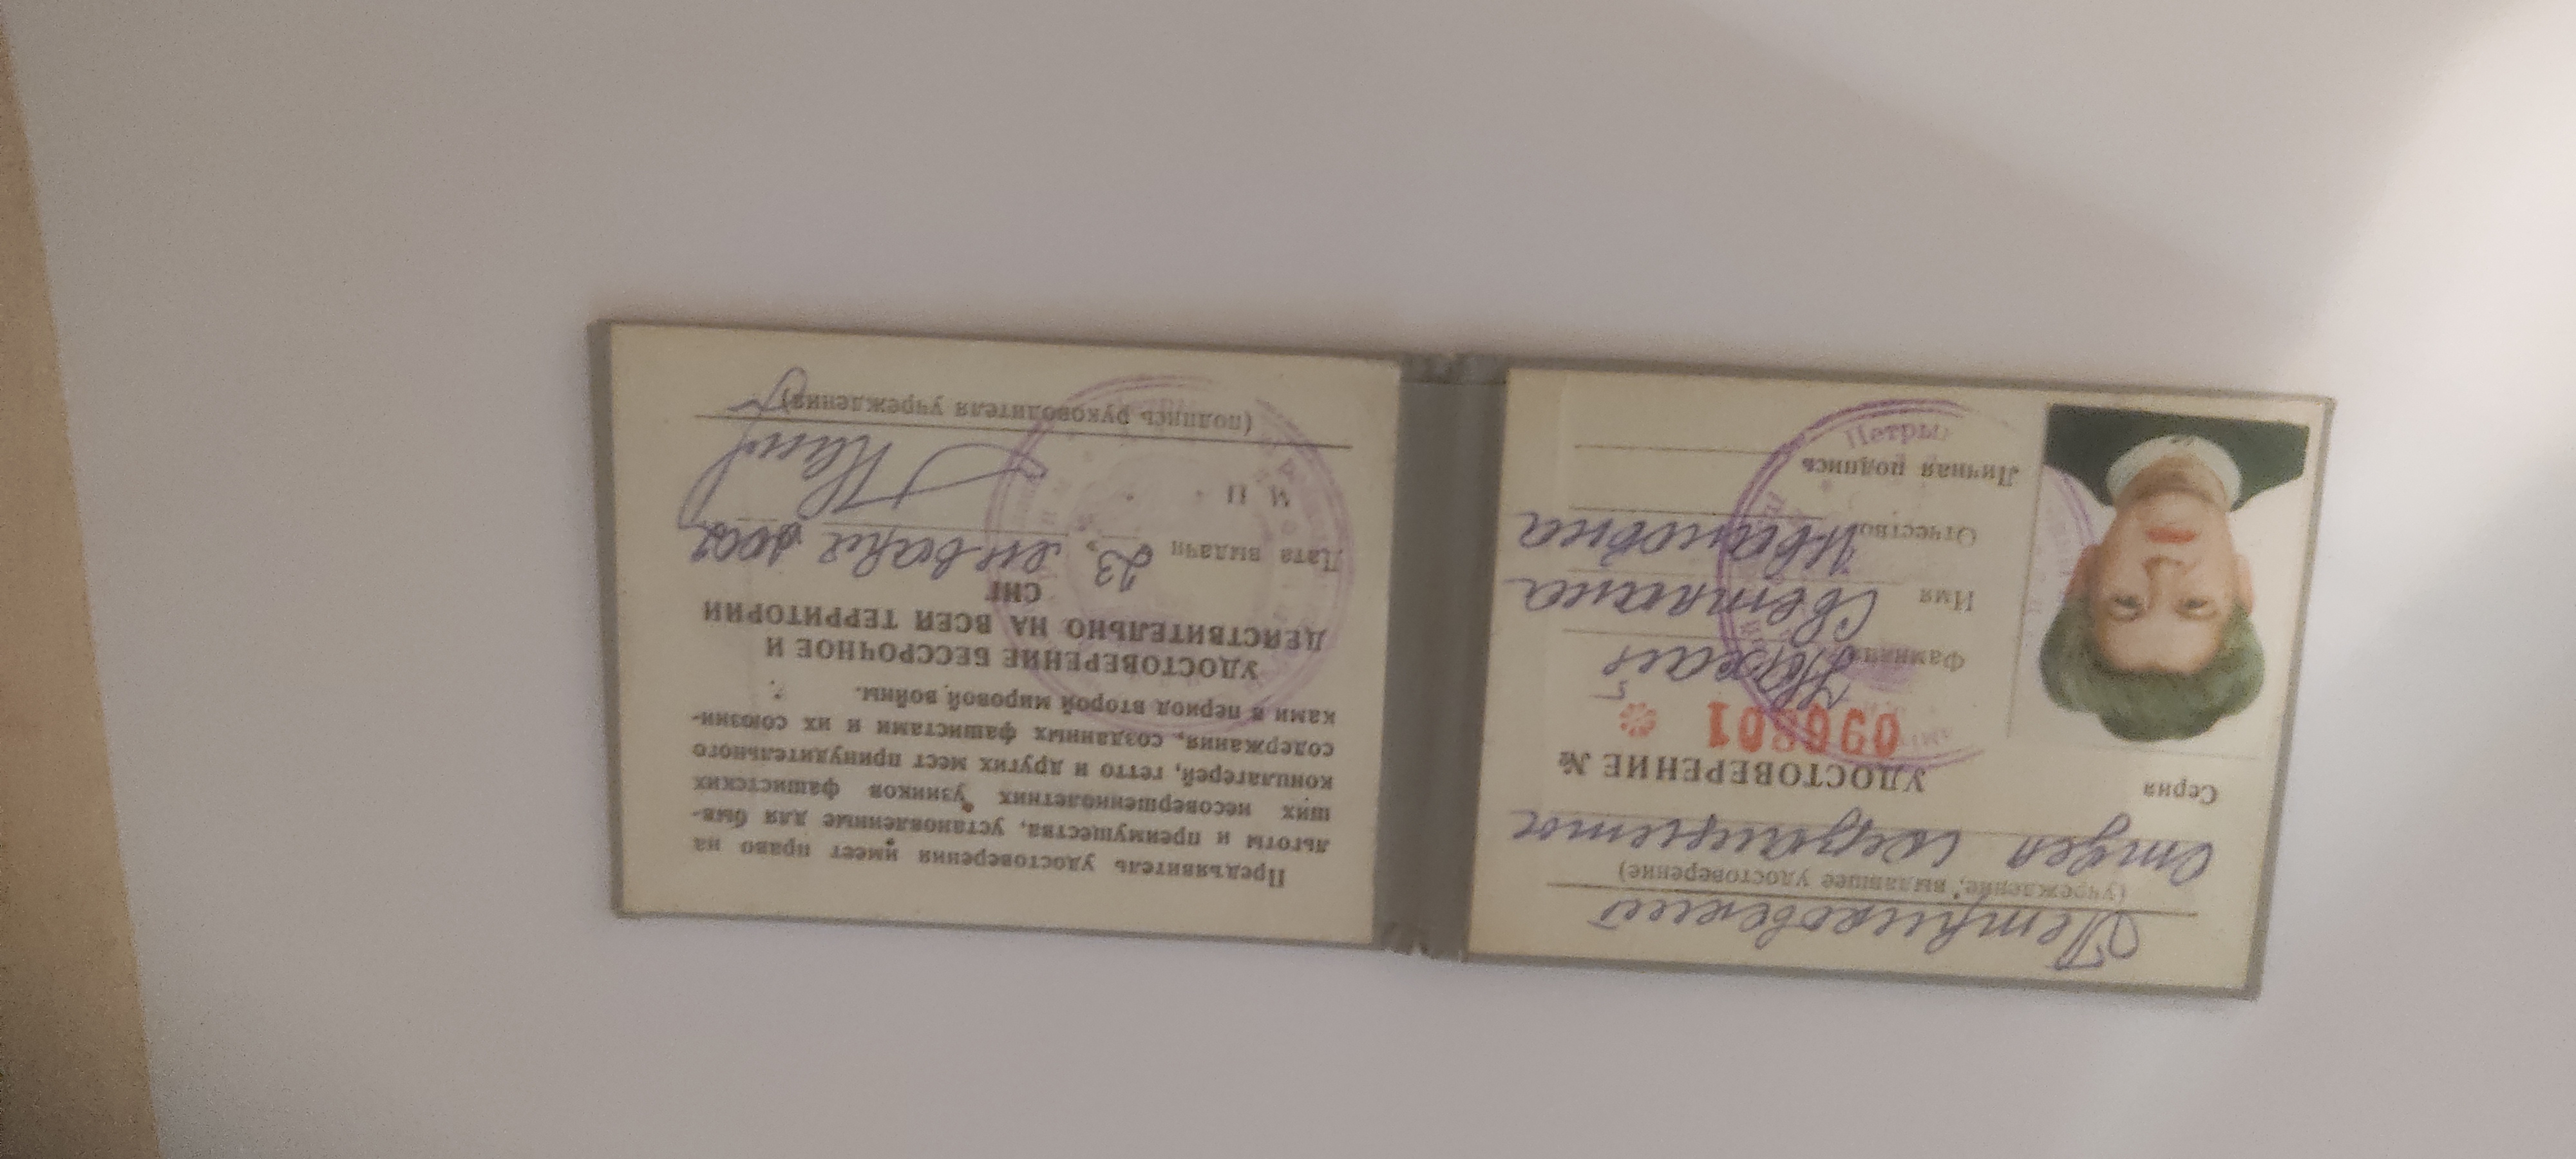 Петриковский
(учреждение, выдавшее удостоверение)
отдел соцзащиты
Серия
УДОСТОВЕРЕНИЕ №
096801
Фамилия
Имя Светлана
Отчество Ивановна
Личная подпись
Петры
Предъявитель удостоверения имеет право на
льготы и преимущества, установленные для быв-
ших несовершеннолетних узников фашистских
концлагерей, гетто и других мест принудительного
содержания, созданных фашистами и их союзни-
ками в период второй мировой войны.
УДОСТОВЕРЕНИЕ БЕССРОЧНОЕ И
ДЕЙСТВИТЕЛЬНО НА ВСЕЙ ТЕРРИТОРИИ
СНГ
Дата выдачи 23 января 2002
М П
(подпись руководителя учреждения)